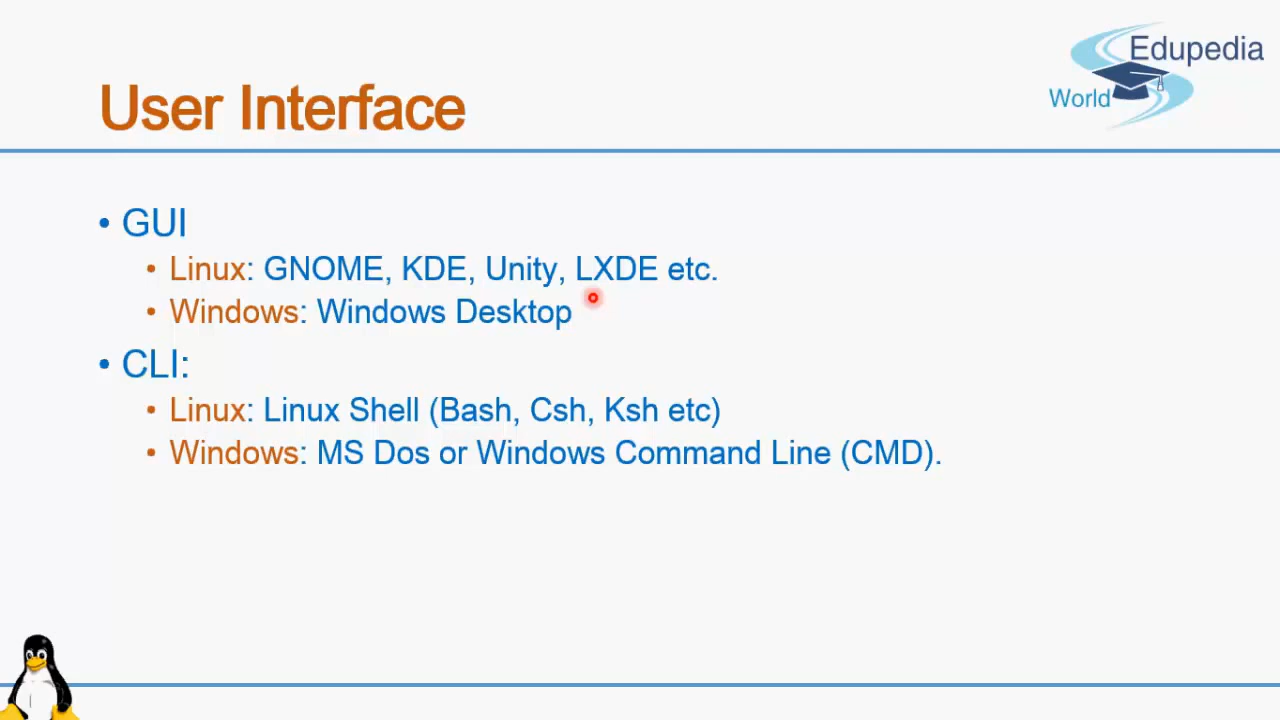 Edupedia
World
User Interface
• GUI
• Linux: GNOME, KDE, Unity, LXDE etc.
• Windows: Windows Desktop
• CLI:
• Linux: Linux Shell (Bash, Csh, Ksh etc)
• Windows: MS Dos or Windows Command Line (CMD).